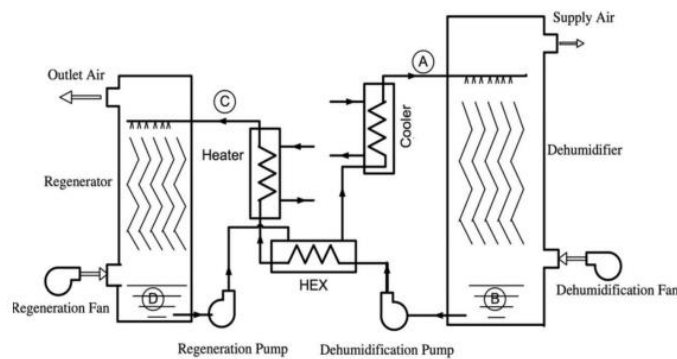 Supply Air
A
Outlet Air
C
Cooler
Heater
Dehumidifier
Regenerator
HEX
D
B
Regeneration Fan
Dehumidification Fan
Regeneration Pump
Dehumidification Pump